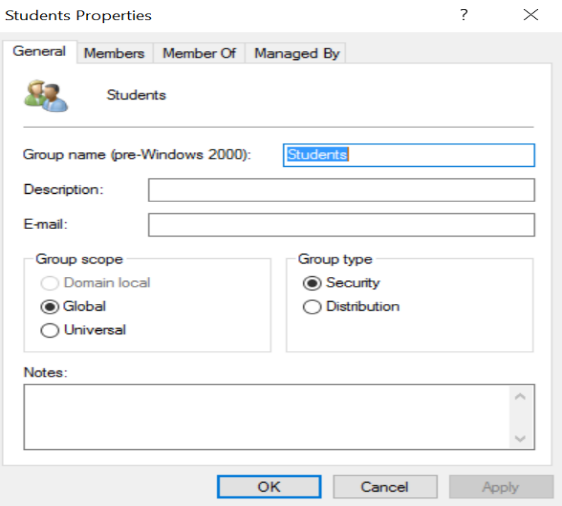 Students Properties ?
General Members Member Of Managed By
Students
Group name (pre-Windows 2000): Students
Description:
E-mail:
Group scope Group type
Domain local Security
Global Distribution
Universal
Notes:
OK Cancel Apply